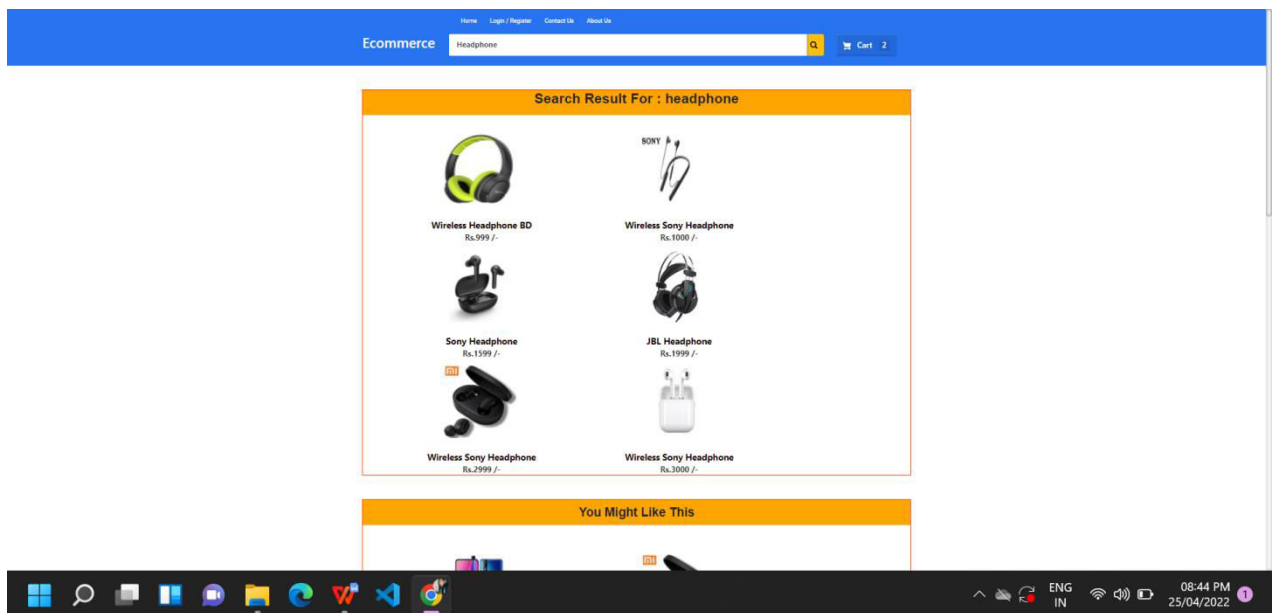 Home Login / Register Contact Us About Us
Ecommerce Headphone Cart 2
Search Result For : headphone
SONY
Wireless Headphone BD Wireless Sony Headphone
Rs.999 /- Rs.1000 /-
Sony Headphone JBL Headphone
Rs.1599 /- Rs.1999 /-
mi
Wireless Sony Headphone Wireless Sony Headphone
Rs.2999 /- Rs.3000 /-
You Might Like This
mi
ENG 08:44 PM
IN 25/04/2022 1